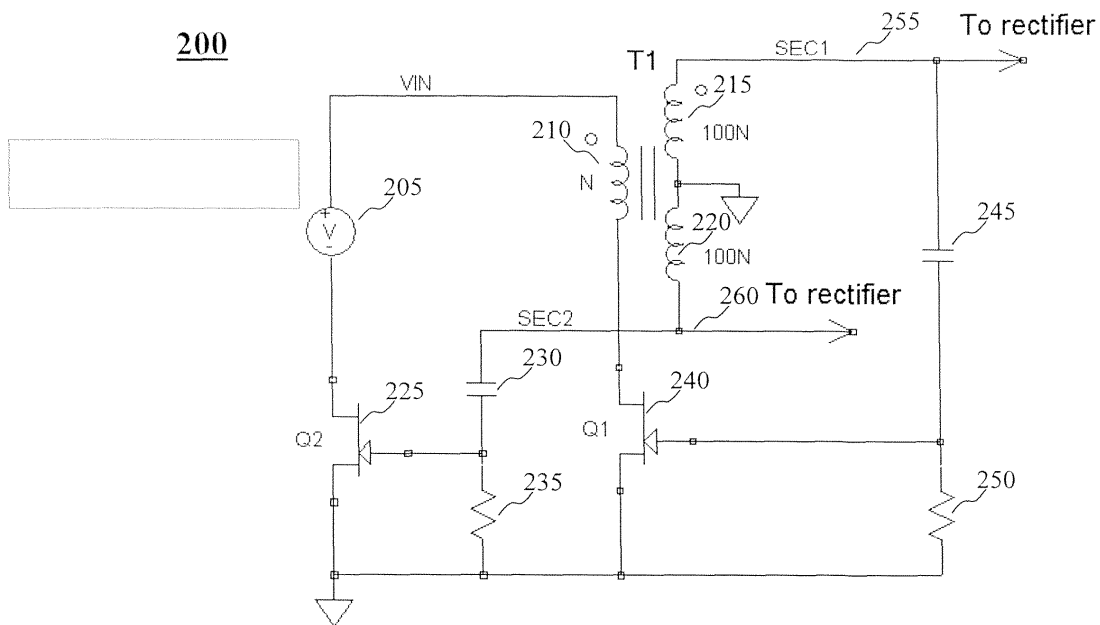 200
255
To rectifier
SEC1
T1
VIN
215
210
100N
N
205
+
V
-
220
245
100N
260
To rectifier
SEC2
230
225
240
Q2
Q1
235
250